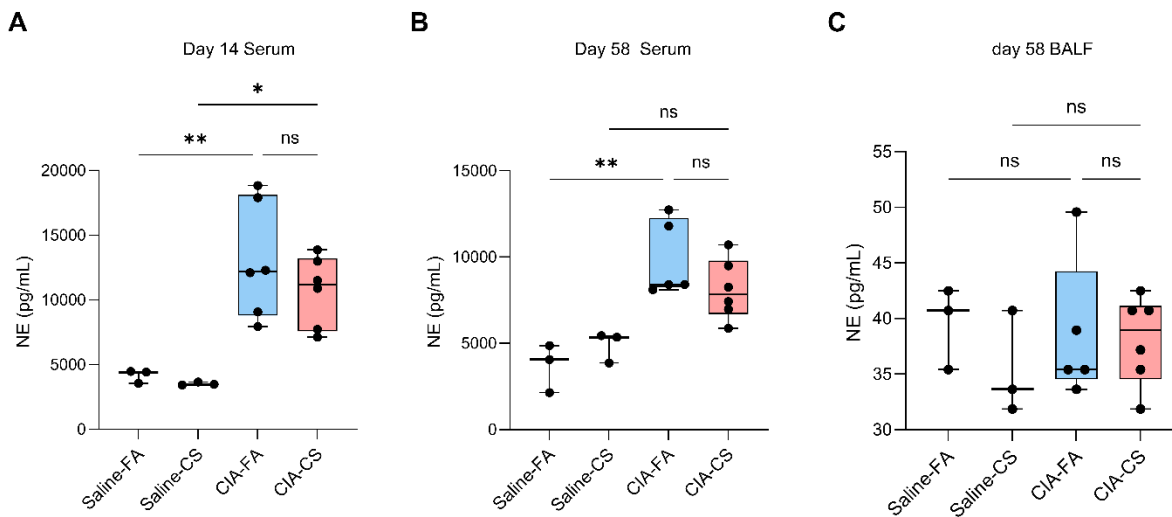 A
Day 14 Serum
*
**
ns
NE (pg/mL)
20000
15000
10000
5000
0
Saline-FA
Saline-CS
CIA-FA
CIA-CS
B
Day 58 Serum
ns
**
ns
NE (pg/mL)
15000
10000
5000
0
Saline-FA
Saline-CS
CIA-FA
CIA-CS
C
day 58 BALF
ns
ns
ns
NE (pg/mL)
55
50
45
40
35
30
Saline-FA
Saline-CS
CIA-FA
CIA-CS